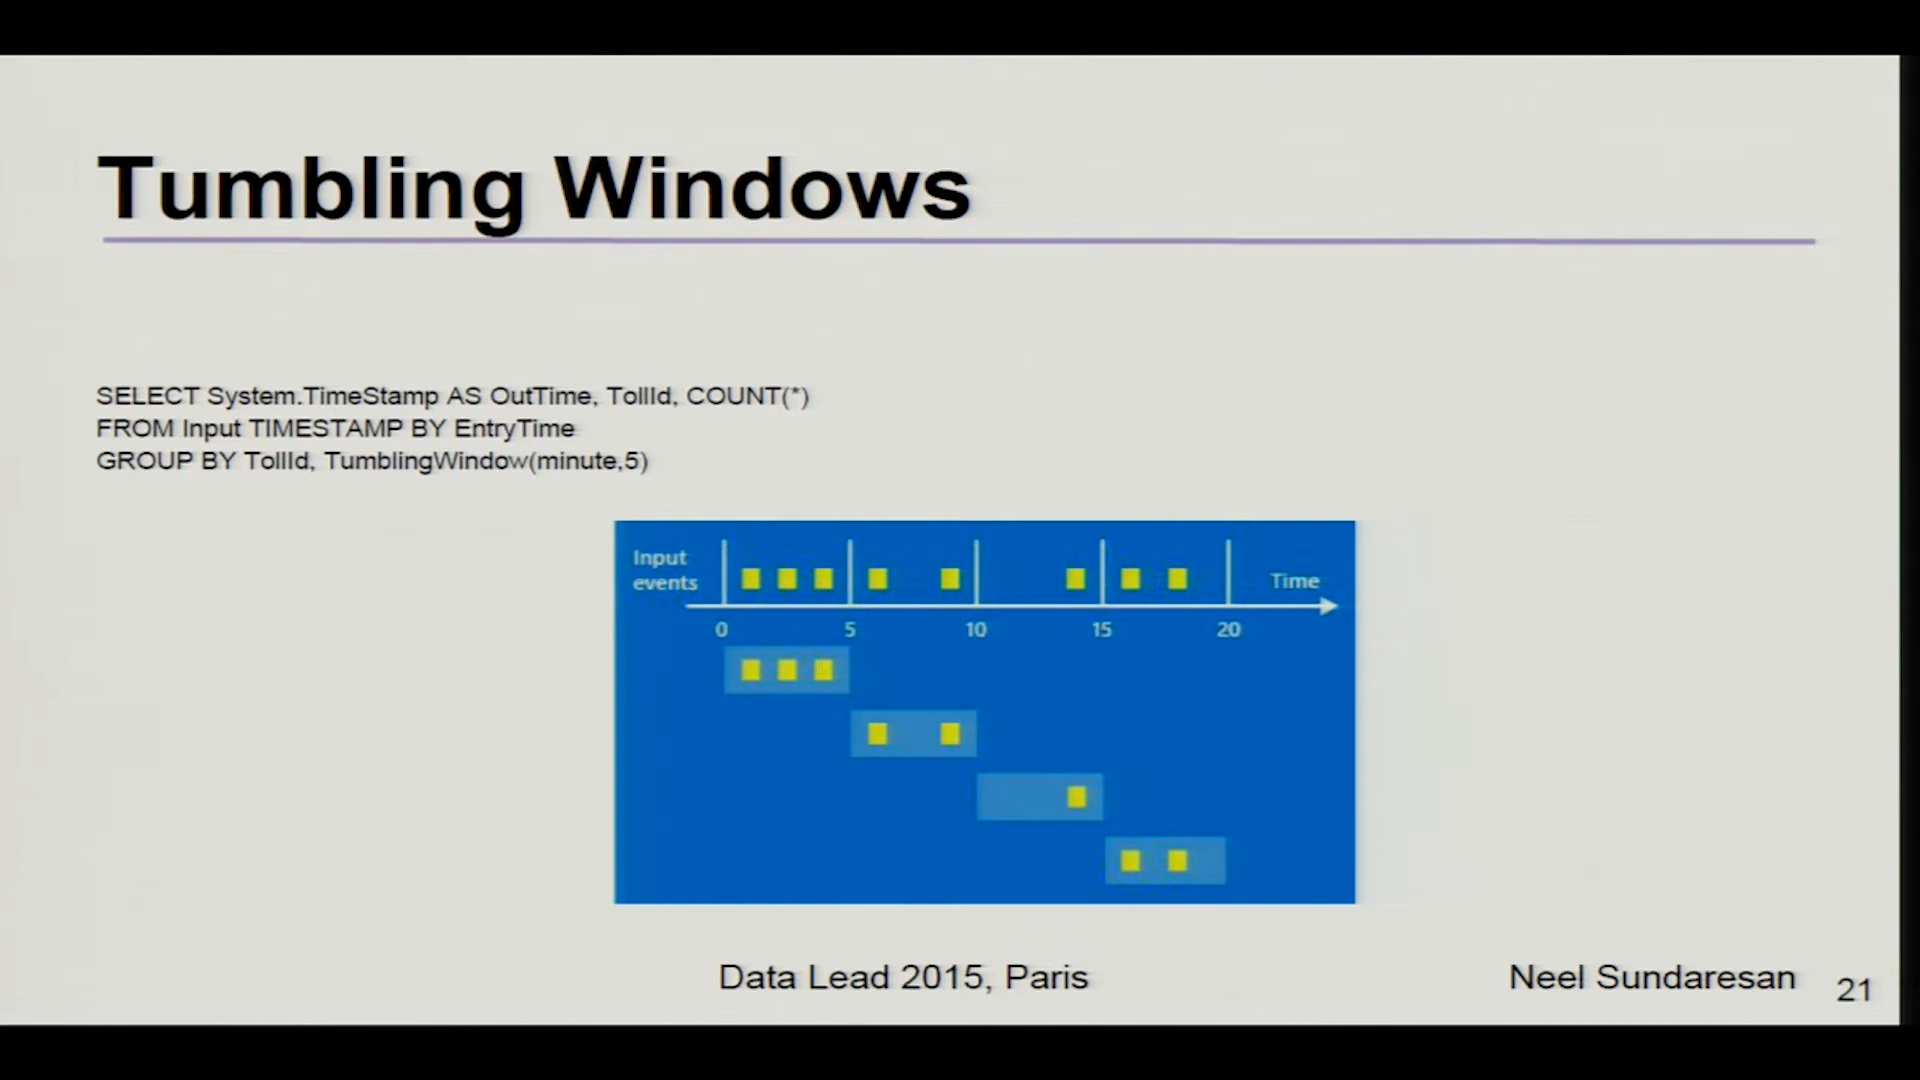 Tumbling Windows
SELECT System.TimeStamp AS OutTime, TollId, COUNT(*)
FROM Input TIMESTAMP BY EntryTime
GROUP BY TollId, TumblingWindow(minute,5)
Input
events
Time
0 5 10 15 20
Data Lead 2015, Paris
Neel Sundaresan
21